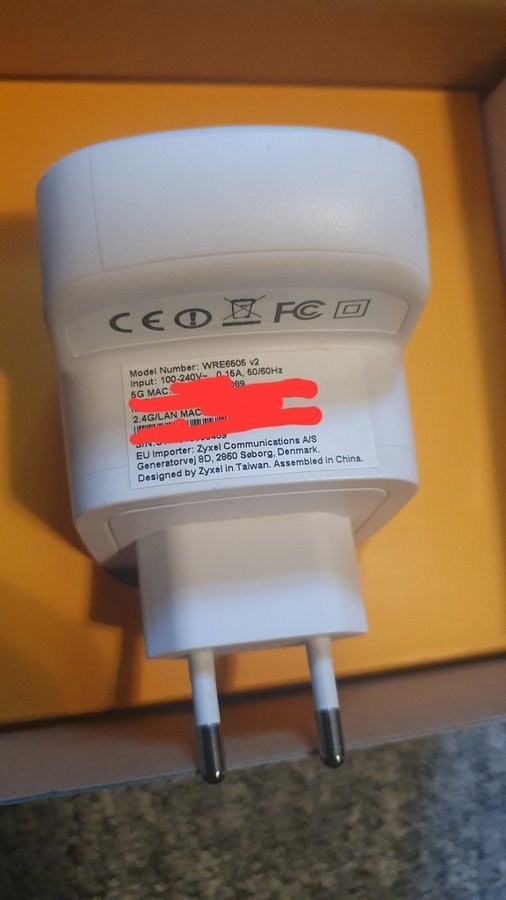 CE FC
Model Number: WRE6505 v2
Input: 100-240V~ 0.15A, 50/60Hz
5G MAC:
2.4G/LAN MAC
S/N:
EU Importer: Zyxel Communications A/S
Generatorvej 8D, 2860 Søborg, Denmark.
Designed by Zyxel in Taiwan. Assembled in China.